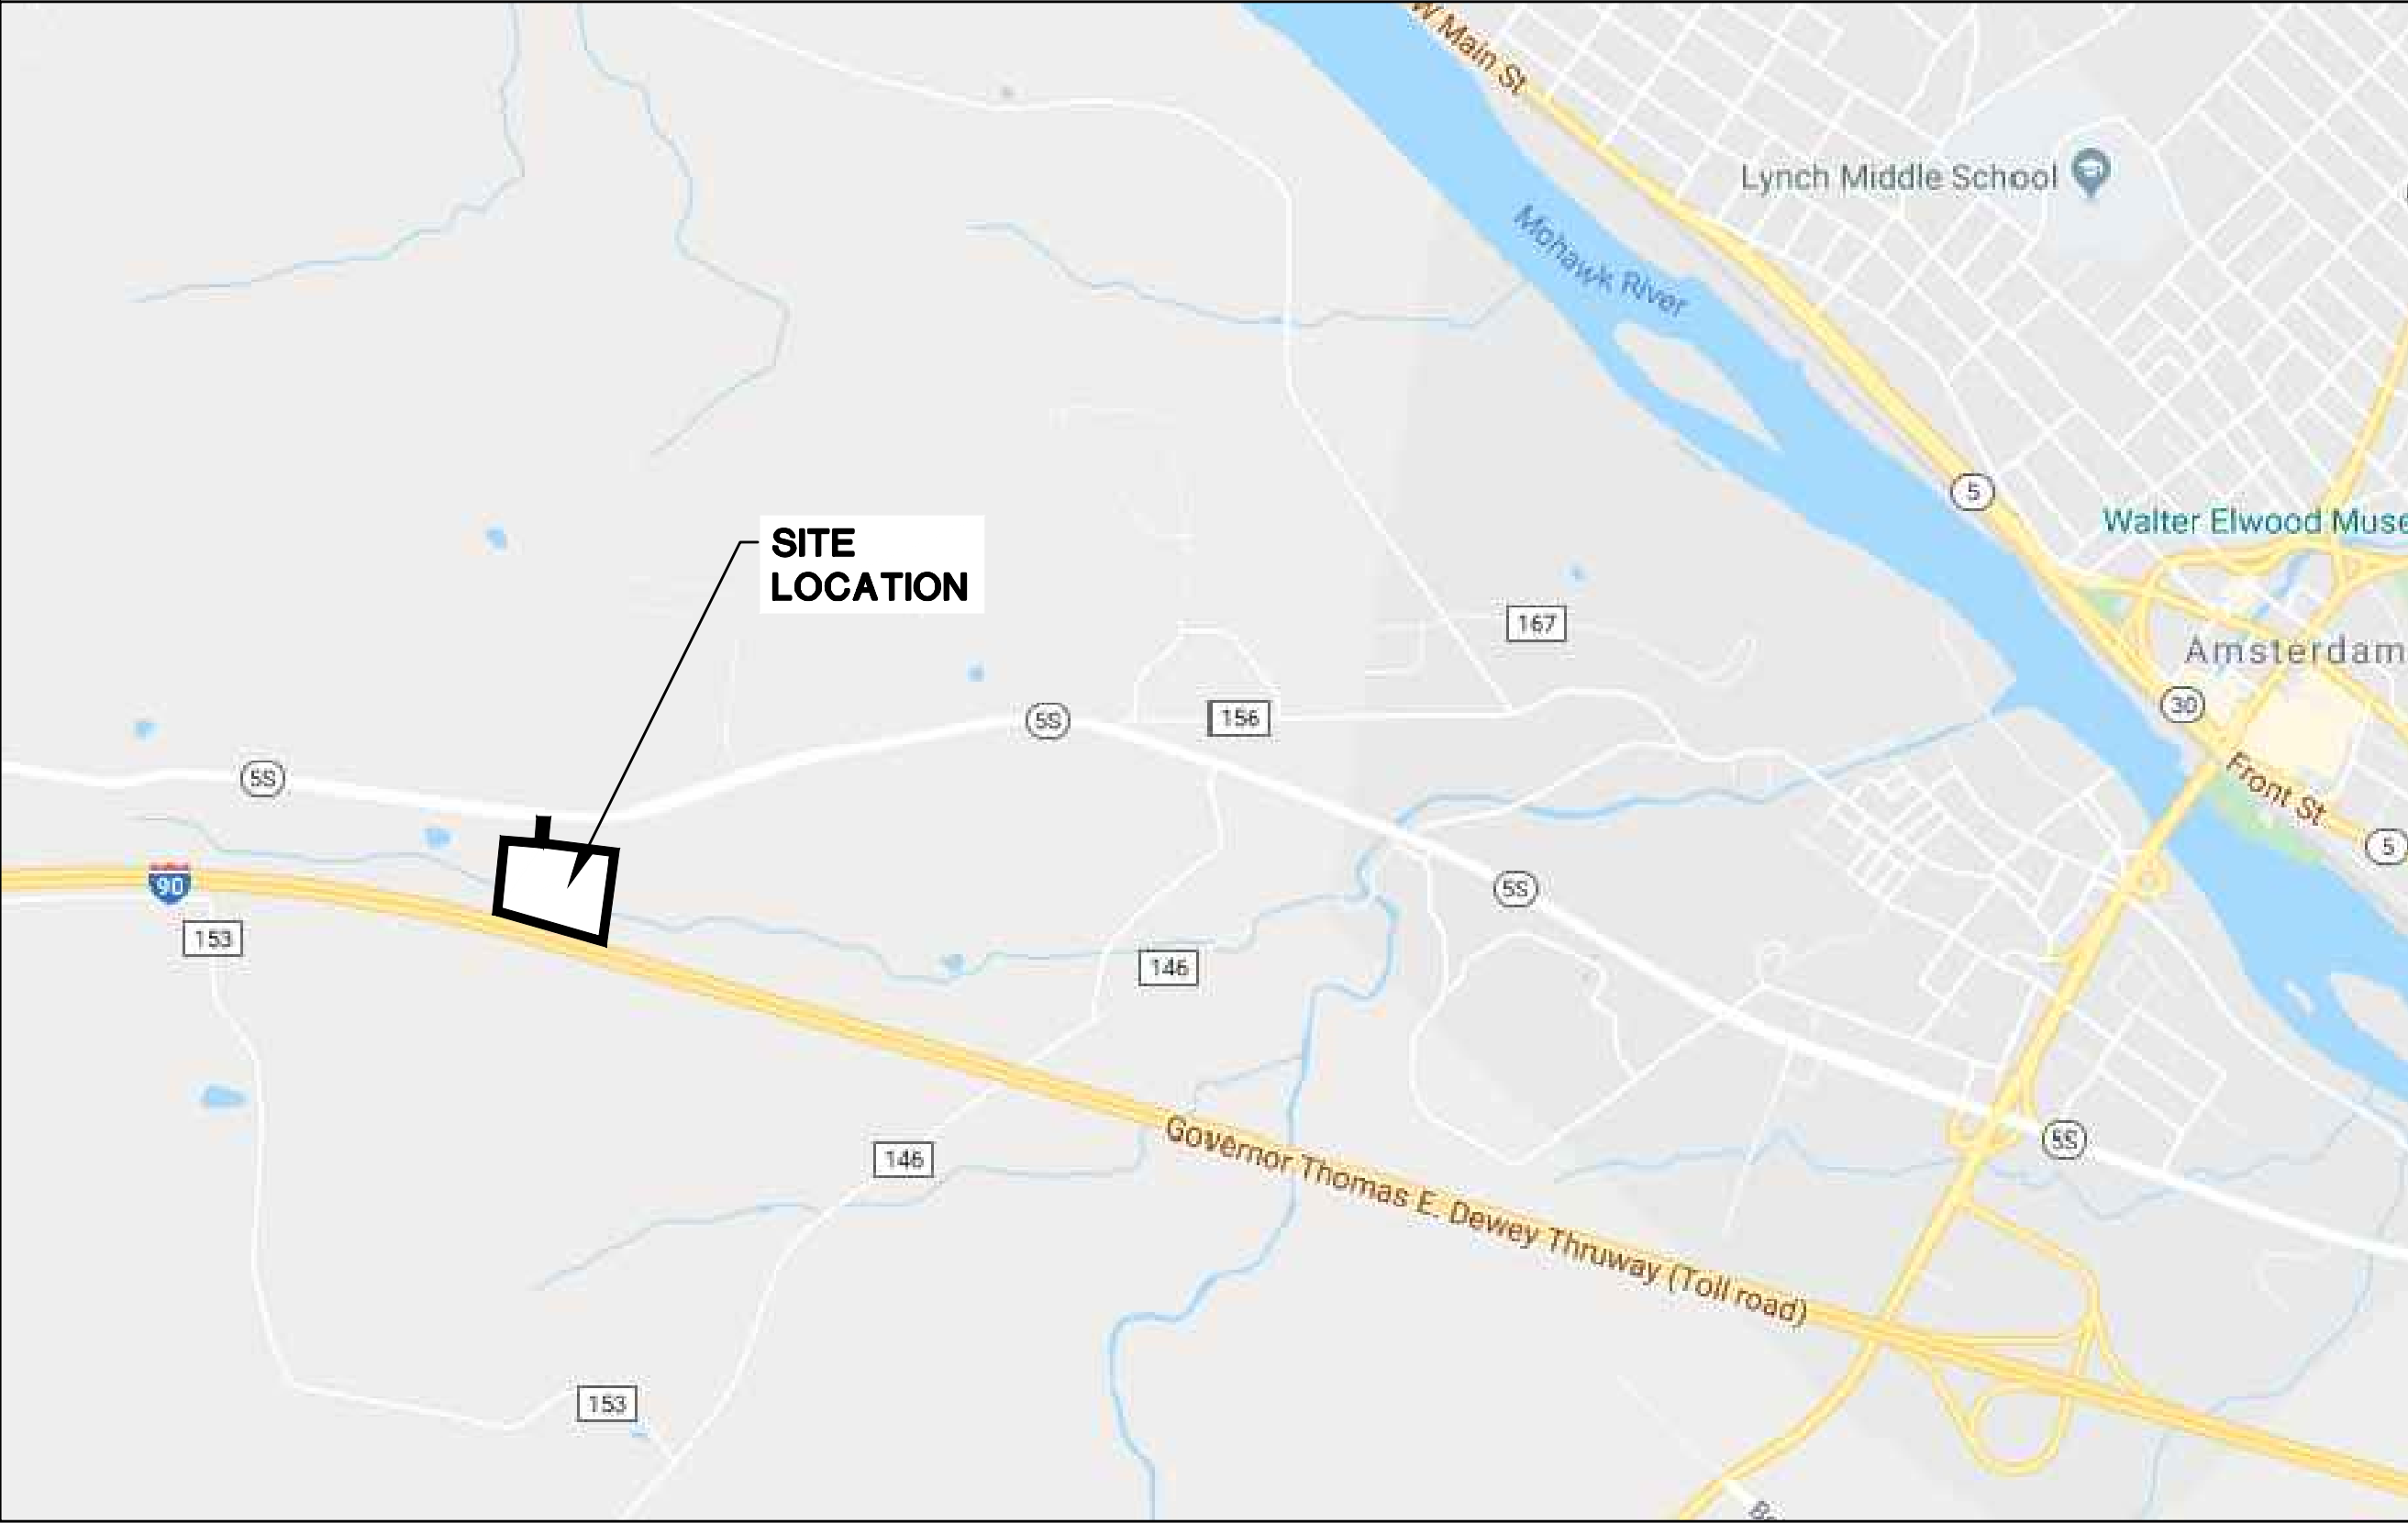 W Main St
Lynch Middle School
Mohawk River
5
Walter Elwood Muse
SITE
LOCATION
167
Amsterdam
30
5S
156
5S
Front St
5
90
5S
153
146
Governor Thomas E. Dewey Thruway (Toll road)
5S
146
153